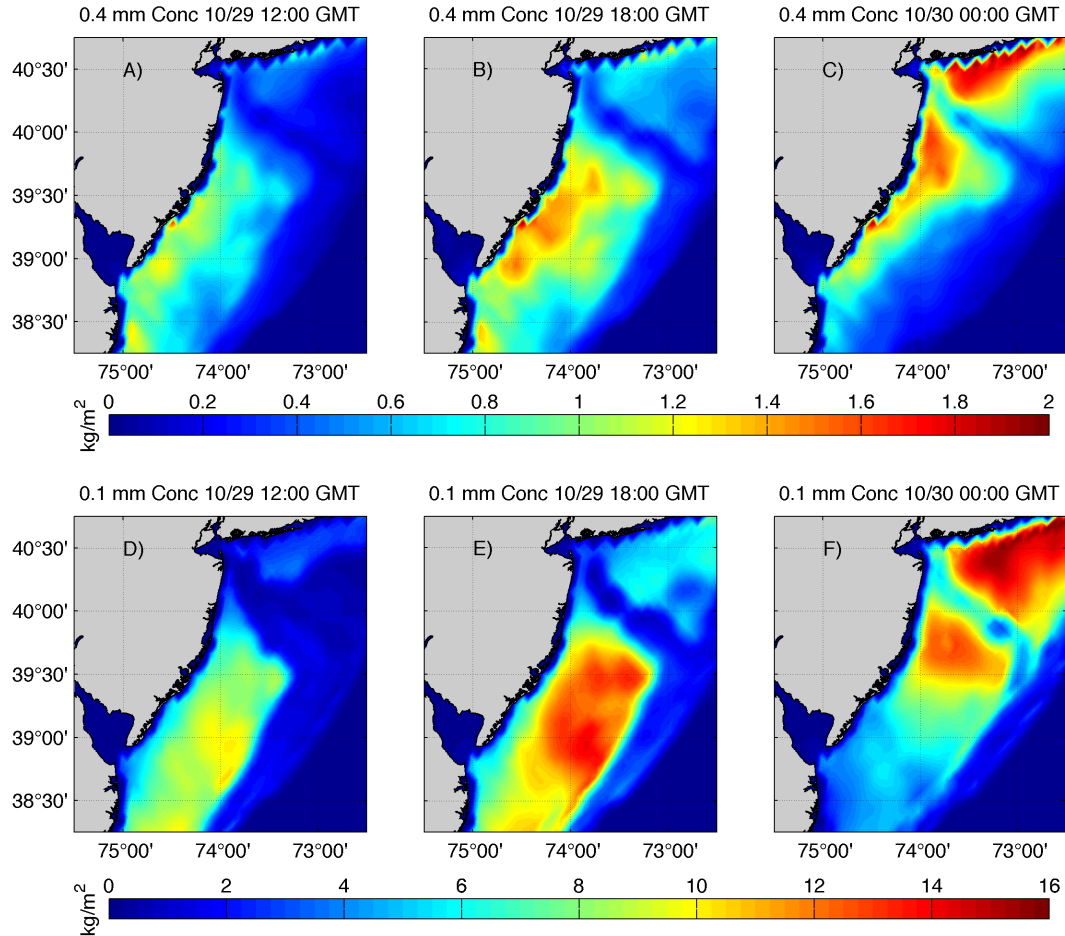 0.4 mm Conc 10/29 12:00 GMT
0.4 mm Conc 10/29 18:00 GMT
0.4 mm Conc 10/30 00:00 GMT
A)
B)
C)
40°30'
40°00'
39°30'
39°00'
38°30'
75°00' 74°00' 73°00'
75°00' 74°00' 73°00'
75°00' 74°00' 73°00'
0 0.2 0.4 0.6 0.8 1 1.2 1.4 1.6 1.8 2
kg/m²
0.1 mm Conc 10/29 12:00 GMT
0.1 mm Conc 10/29 18:00 GMT
0.1 mm Conc 10/30 00:00 GMT
D)
E)
F)
40°30'
40°00'
39°30'
39°00'
38°30'
75°00' 74°00' 73°00'
75°00' 74°00' 73°00'
75°00' 74°00' 73°00'
0 2 4 6 8 10 12 14 16
kg/m²